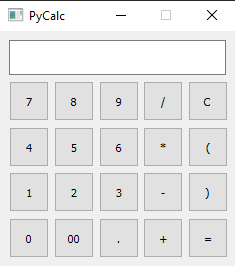 PyCalc
7 8 9 / C
4 5 6 * (
1 2 3 - )
0 00 . + =